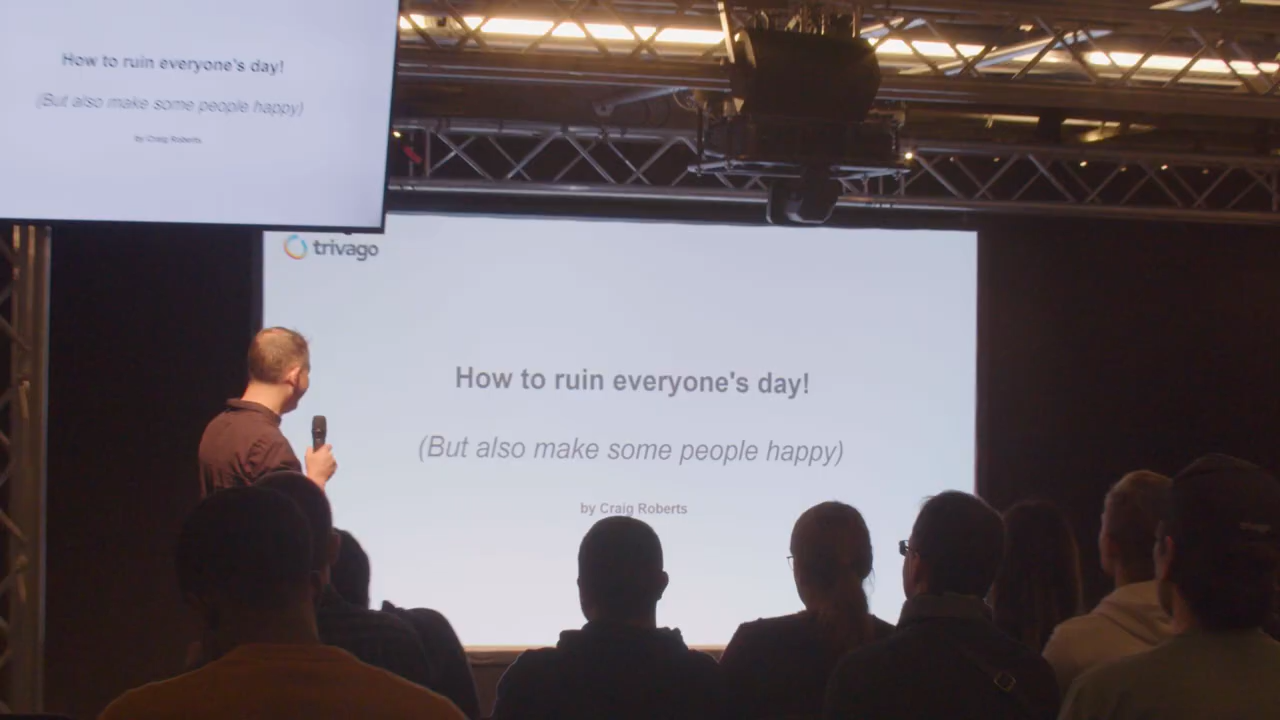 How to ruin everyone's day!
(But also make some people happy)
by Craig Roberts
trivago
How to ruin everyone's day!
(But also make some people happy)
by Craig Roberts